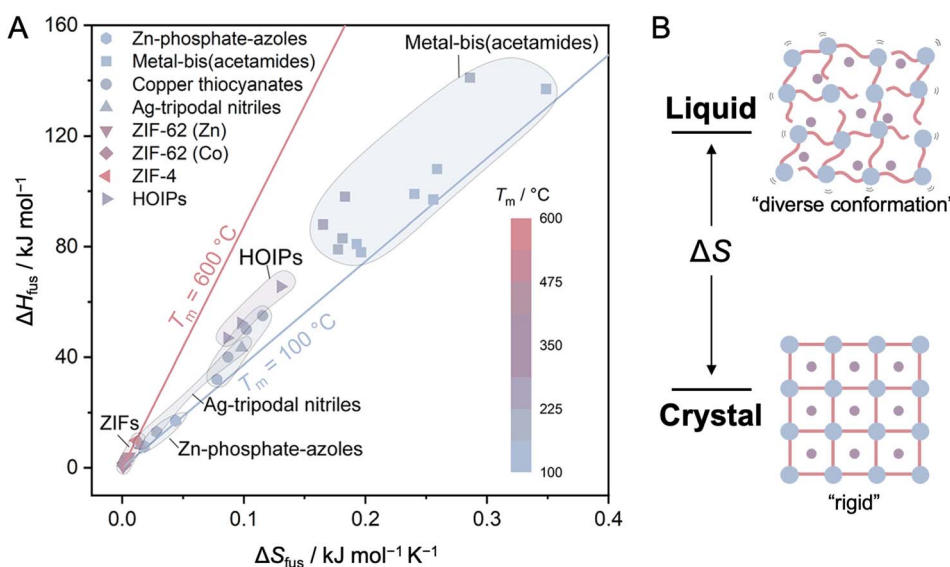 A
160
120
80
40
0
ΔHfus / kJ mol⁻¹
0.0
0.1
0.2
0.3
0.4
ΔSfus / kJ mol⁻¹ K⁻¹
Zn-phosphate-azoles
Metal-bis(acetamides)
Copper thiocyanates
Ag-tripodal nitriles
ZIF-62 (Zn)
ZIF-62 (Co)
ZIF-4
HOIPs
Metal-bis(acetamides)
Tm = 600 °C
HOIPs
Tm = 100 °C
ZIFs
Ag-tripodal nitriles
Zn-phosphate-azoles
Tm / °C
600
475
350
225
100
B
Liquid
"diverse conformation"
ΔS
Crystal
"rigid"